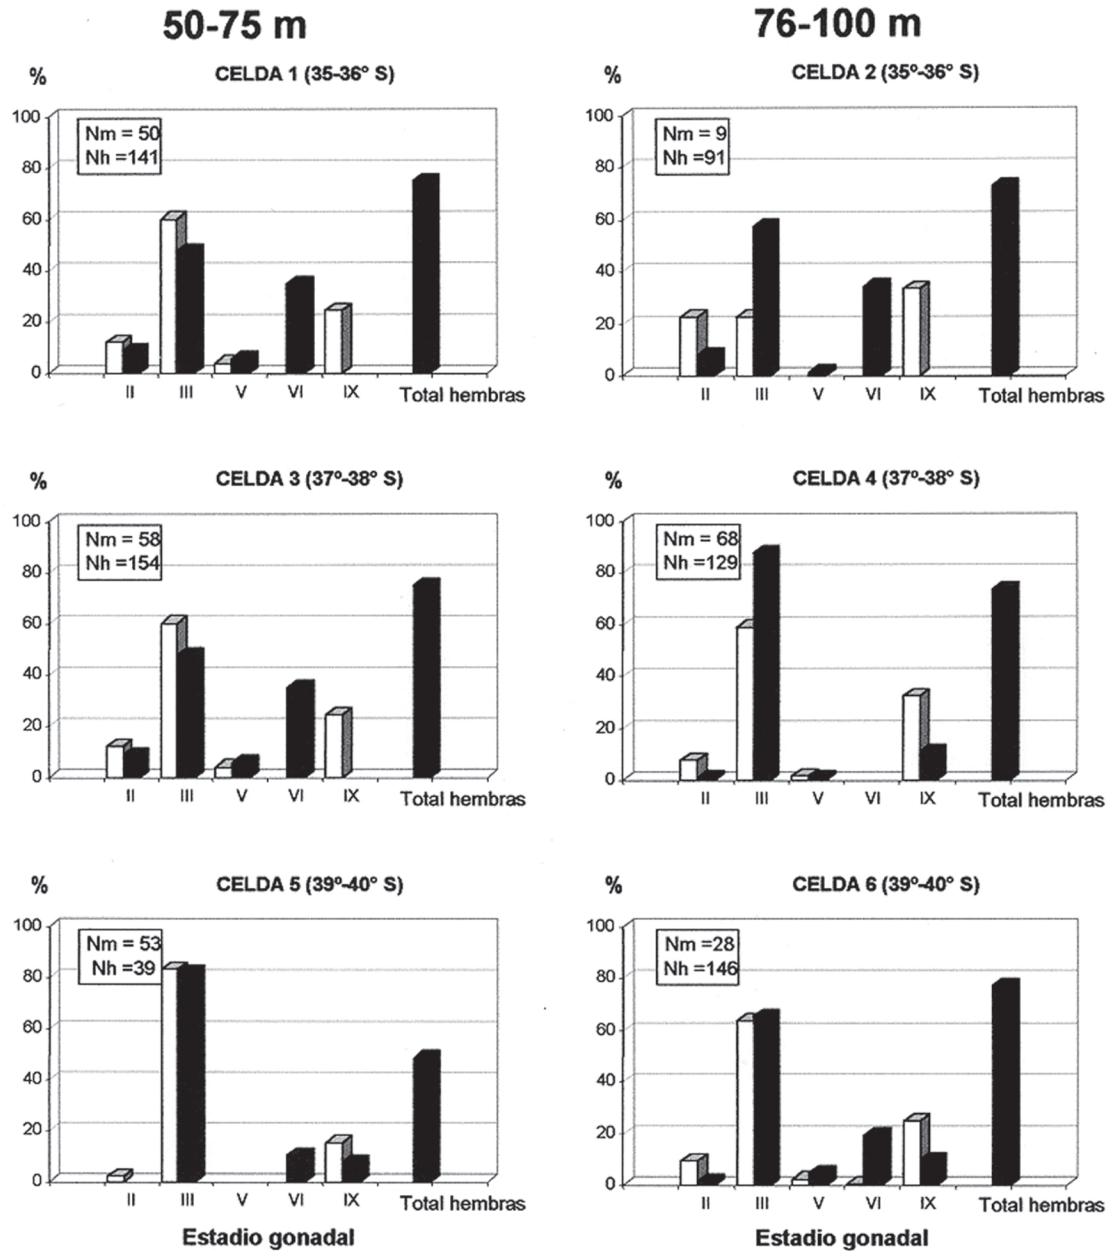 50-75 m
76-100 m
%
CELDA 1 (35-36° S)
100
80
60
40
20
0
Nm = 50
Nh =141
II III V VI IX Total hembras
%
CELDA 2 (35º-36° S)
100
80
60
40
20
0
Nm = 9
Nh =91
II III V VI IX Total hembras
%
CELDA 3 (37º-38° S)
100
80
60
40
20
0
Nm = 58
Nh =154
II III V VI IX Total hembras
%
CELDA 4 (37º-38° S)
100
80
60
40
20
0
Nm = 68
Nh =129
II III V VI IX Total hembras
%
CELDA 5 (39º-40° S)
100
80
60
40
20
0
Nm = 53
Nh =39
II III V VI IX Total hembras
Estadio gonadal
%
CELDA 6 (39º-40° S)
100
80
60
40
20
0
Nm =28
Nh =146
II III V VI IX Total hembras
Estadio gonadal